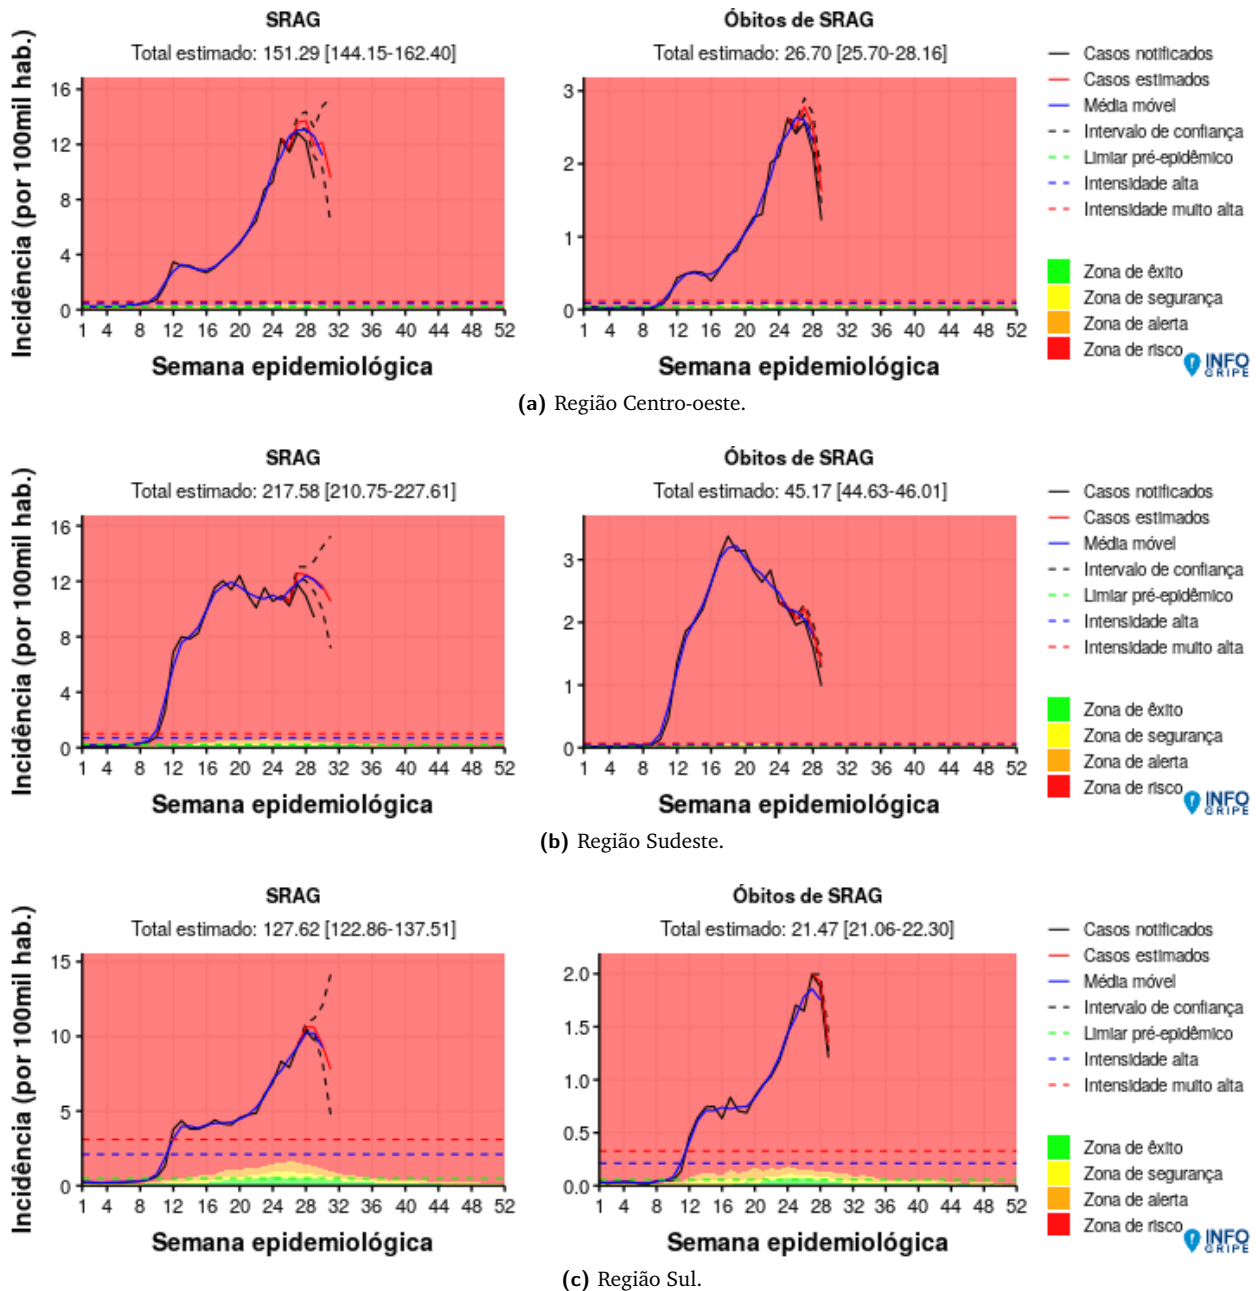 SRAG
Total estimado: 151.29 [144.15-162.40]
Incidência (por 100mil hab.)
16
12
8
4
0
1 4 8 12 16 20 24 28 32 36 40 44 48 52
Semana epidemiológica
Óbitos de SRAG
Total estimado: 26.70 [25.70-28.16]
3
2
1
0
1 4 8 12 16 20 24 28 32 36 40 44 48 52
Semana epidemiológica
Casos notificados
Casos estimados
Média móvel
Intervalo de confiança
Limiar pré-epidêmico
Intensidade alta
Intensidade muito alta
Zona de êxito
Zona de segurança
Zona de alerta
Zona de risco
INFO
GRIPE
(a) Região Centro-oeste.
SRAG
Total estimado: 217.58 [210.75-227.61]
Incidência (por 100mil hab.)
16
12
8
4
0
1 4 8 12 16 20 24 28 32 36 40 44 48 52
Semana epidemiológica
Óbitos de SRAG
Total estimado: 45.17 [44.63-46.01]
3
2
1
0
1 4 8 12 16 20 24 28 32 36 40 44 48 52
Semana epidemiológica
Casos notificados
Casos estimados
Média móvel
Intervalo de confiança
Limiar pré-epidêmico
Intensidade alta
Intensidade muito alta
Zona de êxito
Zona de segurança
Zona de alerta
Zona de risco
INFO
GRIPE
(b) Região Sudeste.
SRAG
Total estimado: 127.62 [122.86-137.51]
Incidência (por 100mil hab.)
15
10
5
0
1 4 8 12 16 20 24 28 32 36 40 44 48 52
Semana epidemiológica
Óbitos de SRAG
Total estimado: 21.47 [21.06-22.30]
2.0
1.5
1.0
0.5
0.0
1 4 8 12 16 20 24 28 32 36 40 44 48 52
Semana epidemiológica
Casos notificados
Casos estimados
Média móvel
Intervalo de confiança
Limiar pré-epidêmico
Intensidade alta
Intensidade muito alta
Zona de êxito
Zona de segurança
Zona de alerta
Zona de risco
INFO
GRIPE
(c) Região Sul.